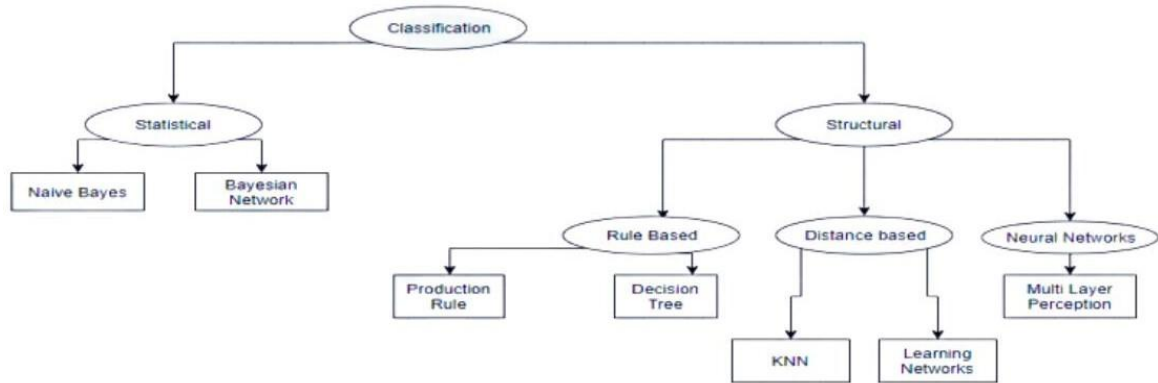 Classification
Statistical
Structural
Naive Bayes
Bayesian
Network
Rule Based
Distance based
Neural Networks
Production
Rule
Decision
Tree
Multi Layer
Perception
KNN
Learning
Networks